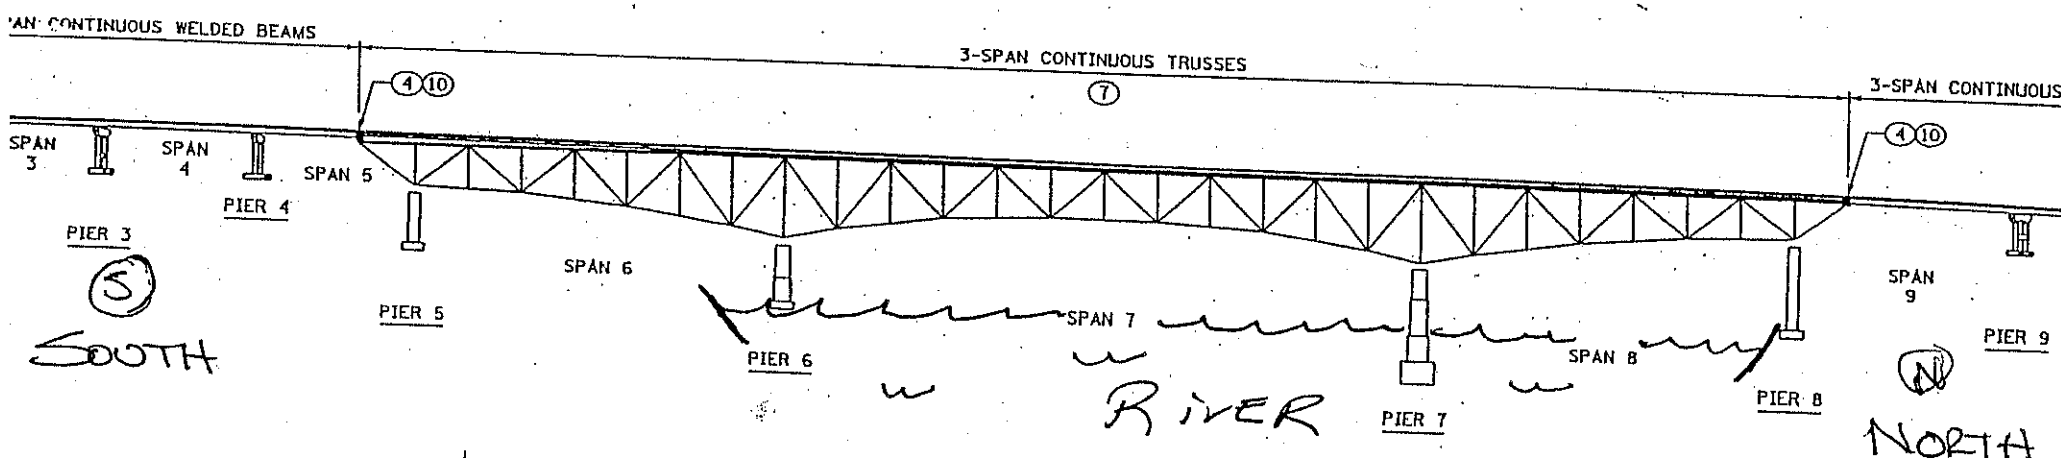 'AN CONTINUOUS WELDED BEAMS
3-SPAN CONTINUOUS TRUSSES
3-SPAN CONTINUOUS
4 10
7
4 10
SPAN 3
SPAN 4
SPAN 5
PIER 4
PIER 3
S
SOUTH
PIER 5
SPAN 6
PIER 6
SPAN 7
RIVER
PIER 7
SPAN 8
PIER 8
SPAN 9
PIER 9
N
NORTH